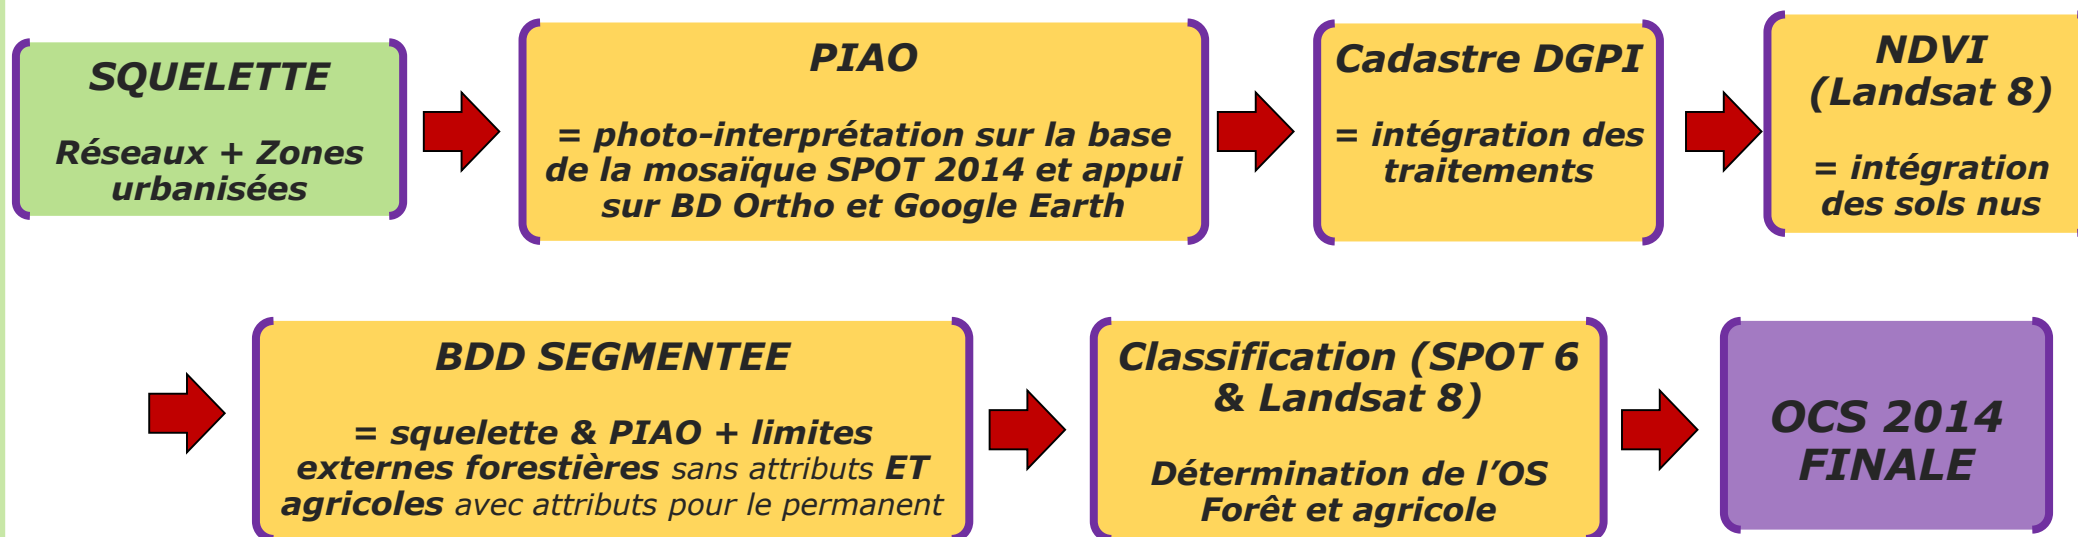 SQUELETTE
Réseaux + Zones
urbanisées
PIAO
= photo-interprétation sur la base
de la mosaïque SPOT 2014 et appui
sur BD Ortho et Google Earth
Cadastre DGPI
= intégration des
traitements
NDVI
(Landsat 8)
= intégration
des sols nus
BDD SEGMENTEE
= squelette & PIAO + limites
externes forestières sans attributs ET
agricoles avec attributs pour le permanent
Classification (SPOT 6
& Landsat 8)
Détermination de l’OS
Forêt et agricole
OCS 2014
FINALE